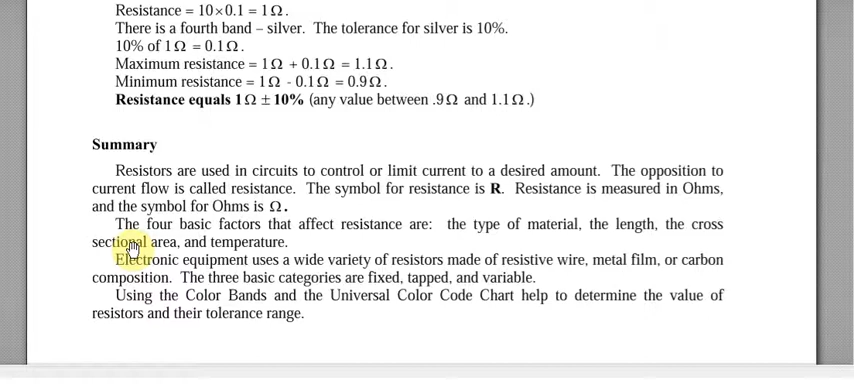 Resistance = 10×0.1 = 1Ω.
There is a fourth band – silver. The tolerance for silver is 10%.
10% of 1Ω = 0.1Ω.
Maximum resistance = 1Ω + 0.1Ω = 1.1Ω.
Minimum resistance = 1Ω - 0.1Ω = 0.9Ω.
Resistance equals 1Ω ± 10% (any value between .9Ω and 1.1Ω.)
Summary
Resistors are used in circuits to control or limit current to a desired amount. The opposition to
current flow is called resistance. The symbol for resistance is R. Resistance is measured in Ohms,
and the symbol for Ohms is Ω.
The four basic factors that affect resistance are: the type of material, the length, the cross
sectional area, and temperature.
Electronic equipment uses a wide variety of resistors made of resistive wire, metal film, or carbon
composition. The three basic categories are fixed, tapped, and variable.
Using the Color Bands and the Universal Color Code Chart help to determine the value of
resistors and their tolerance range.